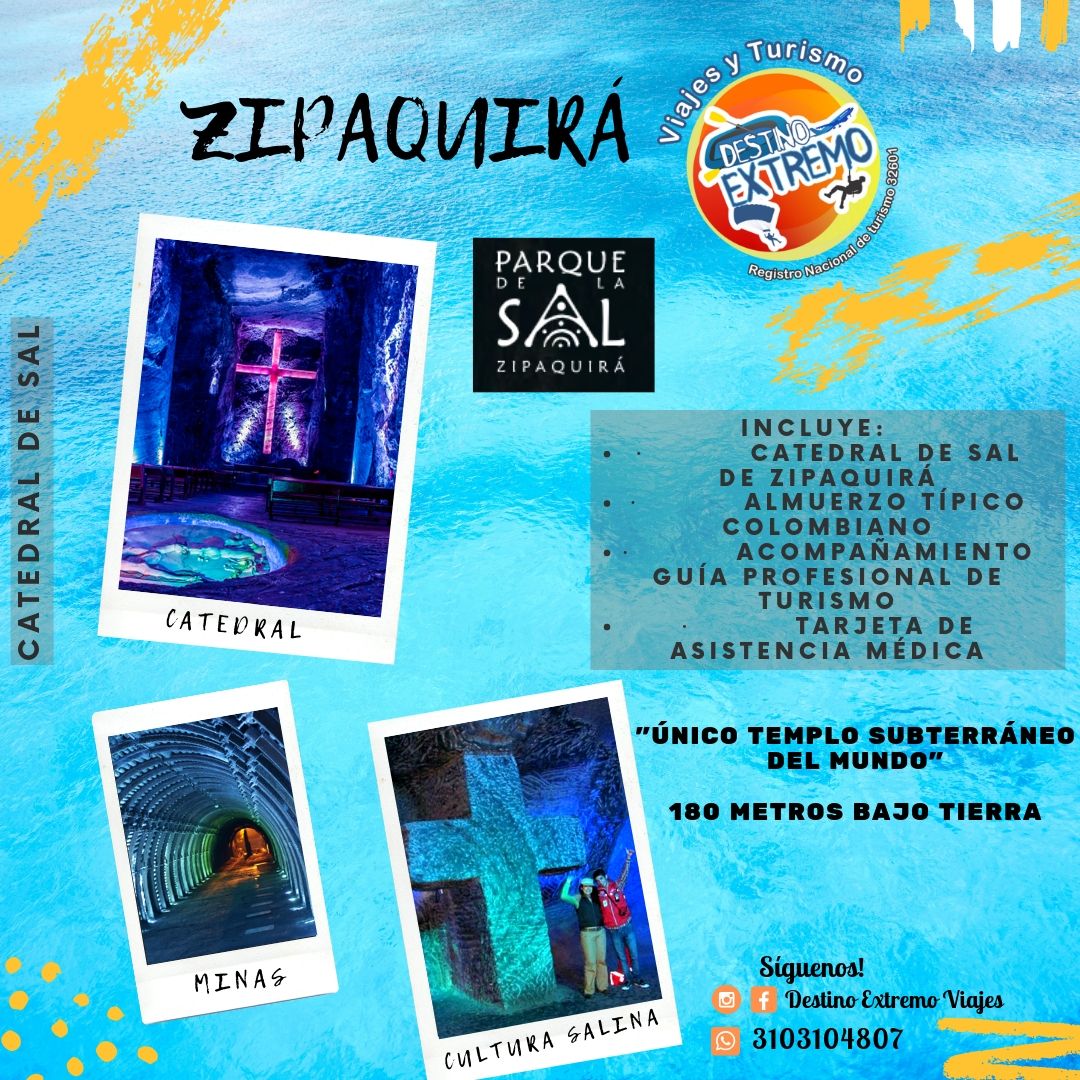 ZIPAQUIRÁ
Viajes y Turismo
DESTINO
EXTREMO
Registro Nacional de turismo 32601
PARQUE
DE LA
SAL
ZIPAQUIRÁ
CATEDRAL DE SAL
CATEDRAL
INCLUYE:
• · CATEDRAL DE SAL
DE ZIPAQUIRÁ
• · ALMUERZO TÍPICO
COLOMBIANO
• · ACOMPAÑAMIENTO
GUÍA PROFESIONAL DE
TURISMO
• · TARJETA DE
ASISTENCIA MÉDICA
"ÚNICO TEMPLO SUBTERRÁNEO
DEL MUNDO"
180 METROS BAJO TIERRA
MINAS
CULTURA SALINA
Síguenos!
Destino Extremo Viajes
3103104807